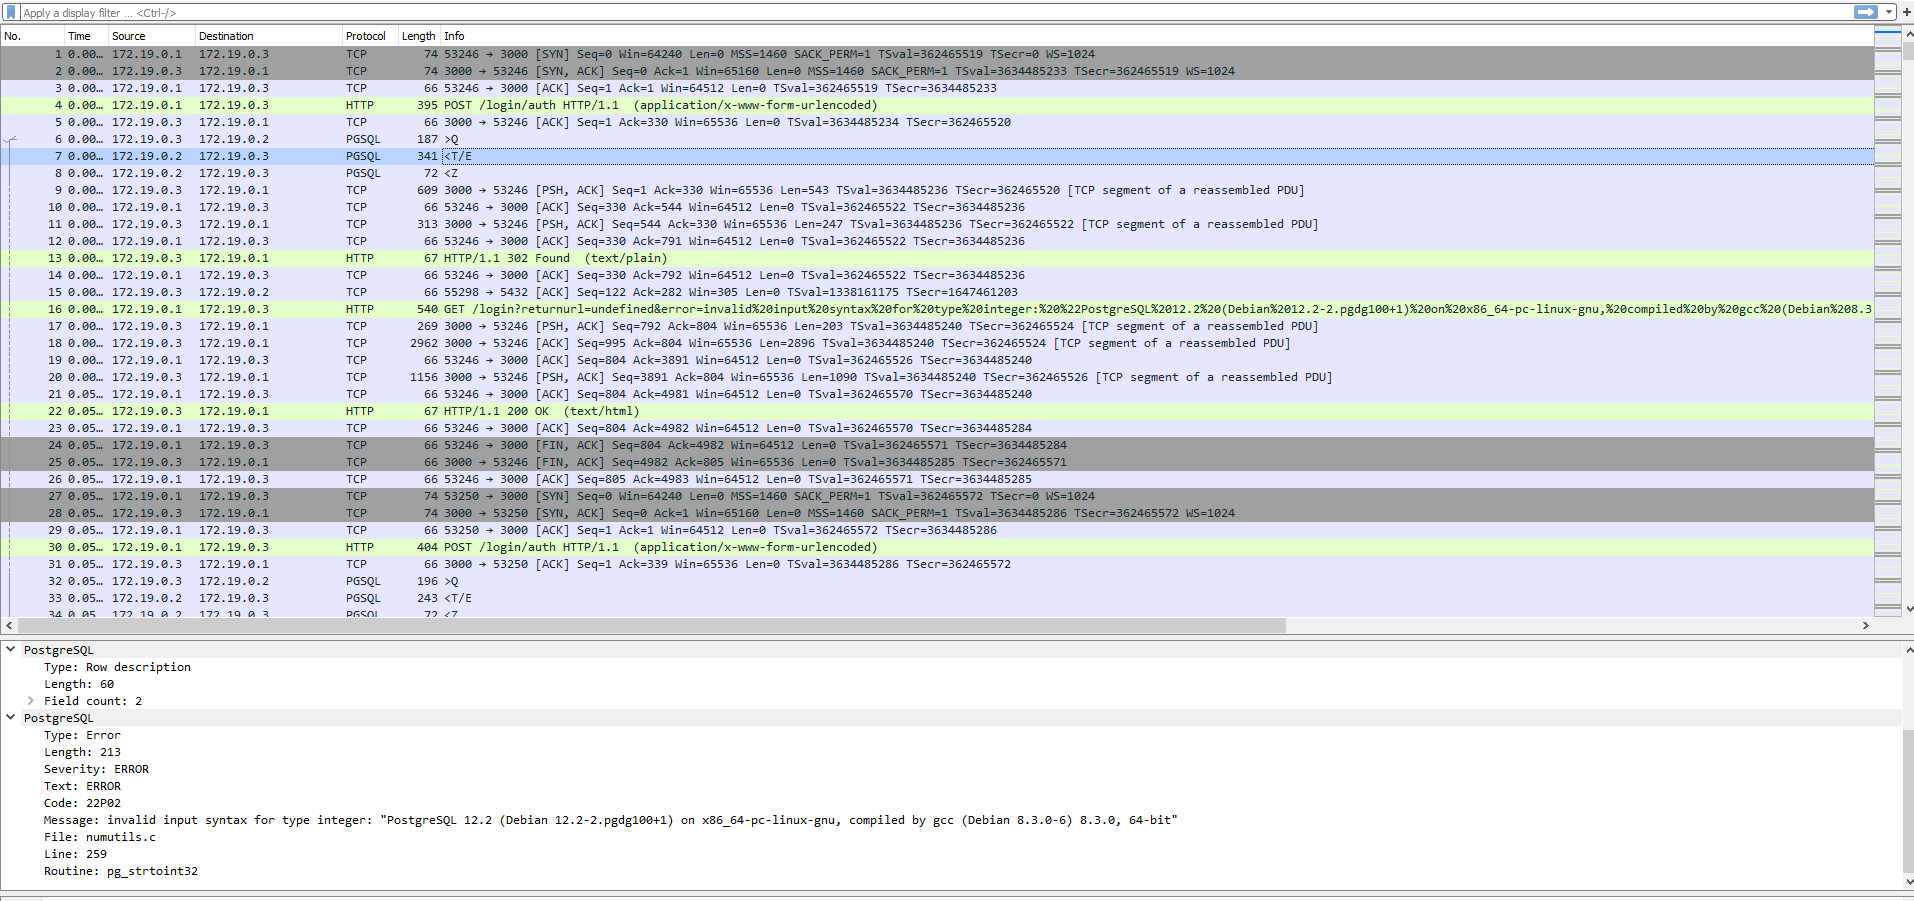 Apply a display filter ... <Ctrl-/>
No. Time Source Destination Protocol Length Info
1 0.00… 172.19.0.1 172.19.0.3 TCP 74 53246 → 3000 [SYN] Seq=0 Win=64240 Len=0 MSS=1460 SACK_PERM=1 TSval=362465519 TSecr=0 WS=1024
2 0.00… 172.19.0.3 172.19.0.1 TCP 74 3000 → 53246 [SYN, ACK] Seq=0 Ack=1 Win=65160 Len=0 MSS=1460 SACK_PERM=1 TSval=3634485233 TSecr=362465519 WS=1024
3 0.00… 172.19.0.1 172.19.0.3 TCP 66 53246 → 3000 [ACK] Seq=1 Ack=1 Win=64512 Len=0 TSval=362465519 TSecr=3634485233
4 0.00… 172.19.0.1 172.19.0.3 HTTP 395 POST /login/auth HTTP/1.1  (application/x-www-form-urlencoded)
5 0.00… 172.19.0.3 172.19.0.1 TCP 66 3000 → 53246 [ACK] Seq=1 Ack=330 Win=65536 Len=0 TSval=3634485234 TSecr=362465520
6 0.00… 172.19.0.3 172.19.0.2 PGSQL 187 >Q
7 0.00… 172.19.0.2 172.19.0.3 PGSQL 341 <T/E
8 0.00… 172.19.0.2 172.19.0.3 PGSQL 72 <Z
9 0.00… 172.19.0.3 172.19.0.1 TCP 609 3000 → 53246 [PSH, ACK] Seq=1 Ack=330 Win=65536 Len=543 TSval=3634485236 TSecr=362465520 [TCP segment of a reassembled PDU]
10 0.00… 172.19.0.1 172.19.0.3 TCP 66 53246 → 3000 [ACK] Seq=330 Ack=544 Win=64512 Len=0 TSval=362465522 TSecr=3634485236
11 0.00… 172.19.0.3 172.19.0.1 TCP 313 3000 → 53246 [PSH, ACK] Seq=544 Ack=330 Win=65536 Len=247 TSval=3634485236 TSecr=362465522 [TCP segment of a reassembled PDU]
12 0.00… 172.19.0.1 172.19.0.3 TCP 66 53246 → 3000 [ACK] Seq=330 Ack=791 Win=64512 Len=0 TSval=362465522 TSecr=3634485236
13 0.00… 172.19.0.3 172.19.0.1 HTTP 67 HTTP/1.1 302 Found  (text/plain)
14 0.00… 172.19.0.1 172.19.0.3 TCP 66 53246 → 3000 [ACK] Seq=330 Ack=792 Win=64512 Len=0 TSval=362465522 TSecr=3634485236
15 0.00… 172.19.0.3 172.19.0.2 TCP 66 55298 → 5432 [ACK] Seq=122 Ack=282 Win=305 Len=0 TSval=1338161175 TSecr=1647461203
16 0.00… 172.19.0.1 172.19.0.3 HTTP 540 GET /login?returnurl=undefined&error=invalid%20input%20syntax%20for%20type%20integer:%20%22PostgreSQL%2012.2%20(Debian%2012.2-2.pgdg100+1)%20on%20x86_64-pc-linux-gnu,%20compiled%20by%20gcc%20(Debian%208.3
17 0.00… 172.19.0.3 172.19.0.1 TCP 269 3000 → 53246 [PSH, ACK] Seq=792 Ack=804 Win=65536 Len=203 TSval=3634485240 TSecr=362465524 [TCP segment of a reassembled PDU]
18 0.00… 172.19.0.3 172.19.0.1 TCP 2962 3000 → 53246 [ACK] Seq=995 Ack=804 Win=65536 Len=2896 TSval=3634485240 TSecr=362465524 [TCP segment of a reassembled PDU]
19 0.00… 172.19.0.1 172.19.0.3 TCP 66 53246 → 3000 [ACK] Seq=804 Ack=3891 Win=64512 Len=0 TSval=362465526 TSecr=3634485240
20 0.00… 172.19.0.3 172.19.0.1 TCP 1156 3000 → 53246 [PSH, ACK] Seq=3891 Ack=804 Win=65536 Len=1090 TSval=3634485240 TSecr=362465526 [TCP segment of a reassembled PDU]
21 0.05… 172.19.0.1 172.19.0.3 TCP 66 53246 → 3000 [ACK] Seq=804 Ack=4981 Win=64512 Len=0 TSval=362465570 TSecr=3634485240
22 0.05… 172.19.0.3 172.19.0.1 HTTP 67 HTTP/1.1 200 OK  (text/html)
23 0.05… 172.19.0.1 172.19.0.3 TCP 66 53246 → 3000 [ACK] Seq=804 Ack=4982 Win=64512 Len=0 TSval=362465570 TSecr=3634485284
24 0.05… 172.19.0.1 172.19.0.3 TCP 66 53246 → 3000 [FIN, ACK] Seq=804 Ack=4982 Win=64512 Len=0 TSval=362465571 TSecr=3634485284
25 0.05… 172.19.0.3 172.19.0.1 TCP 66 3000 → 53246 [FIN, ACK] Seq=4982 Ack=805 Win=65536 Len=0 TSval=3634485285 TSecr=362465571
26 0.05… 172.19.0.1 172.19.0.3 TCP 66 53246 → 3000 [ACK] Seq=805 Ack=4983 Win=64512 Len=0 TSval=362465571 TSecr=3634485285
27 0.05… 172.19.0.1 172.19.0.3 TCP 74 53250 → 3000 [SYN] Seq=0 Win=64240 Len=0 MSS=1460 SACK_PERM=1 TSval=362465572 TSecr=0 WS=1024
28 0.05… 172.19.0.3 172.19.0.1 TCP 74 3000 → 53250 [SYN, ACK] Seq=0 Ack=1 Win=65160 Len=0 MSS=1460 SACK_PERM=1 TSval=3634485286 TSecr=362465572 WS=1024
29 0.05… 172.19.0.1 172.19.0.3 TCP 66 53250 → 3000 [ACK] Seq=1 Ack=1 Win=64512 Len=0 TSval=362465572 TSecr=3634485286
30 0.05… 172.19.0.1 172.19.0.3 HTTP 404 POST /login/auth HTTP/1.1  (application/x-www-form-urlencoded)
31 0.05… 172.19.0.3 172.19.0.1 TCP 66 3000 → 53250 [ACK] Seq=1 Ack=339 Win=65536 Len=0 TSval=3634485286 TSecr=362465572
32 0.05… 172.19.0.3 172.19.0.2 PGSQL 196 >Q
33 0.05… 172.19.0.2 172.19.0.3 PGSQL 243 <T/E
34 0.05 172.19.0.2 172.19.0.3 PGSQL 72 <Z
PostgreSQL
Type: Row description
Length: 60
Field count: 2
PostgreSQL
Type: Error
Length: 213
Severity: ERROR
Text: ERROR
Code: 22P02
Message: invalid input syntax for type integer: "PostgreSQL 12.2 (Debian 12.2-2.pgdg100+1) on x86_64-pc-linux-gnu, compiled by gcc (Debian 8.3.0-6) 8.3.0, 64-bit"
File: numutils.c
Line: 259
Routine: pg_strtoint32